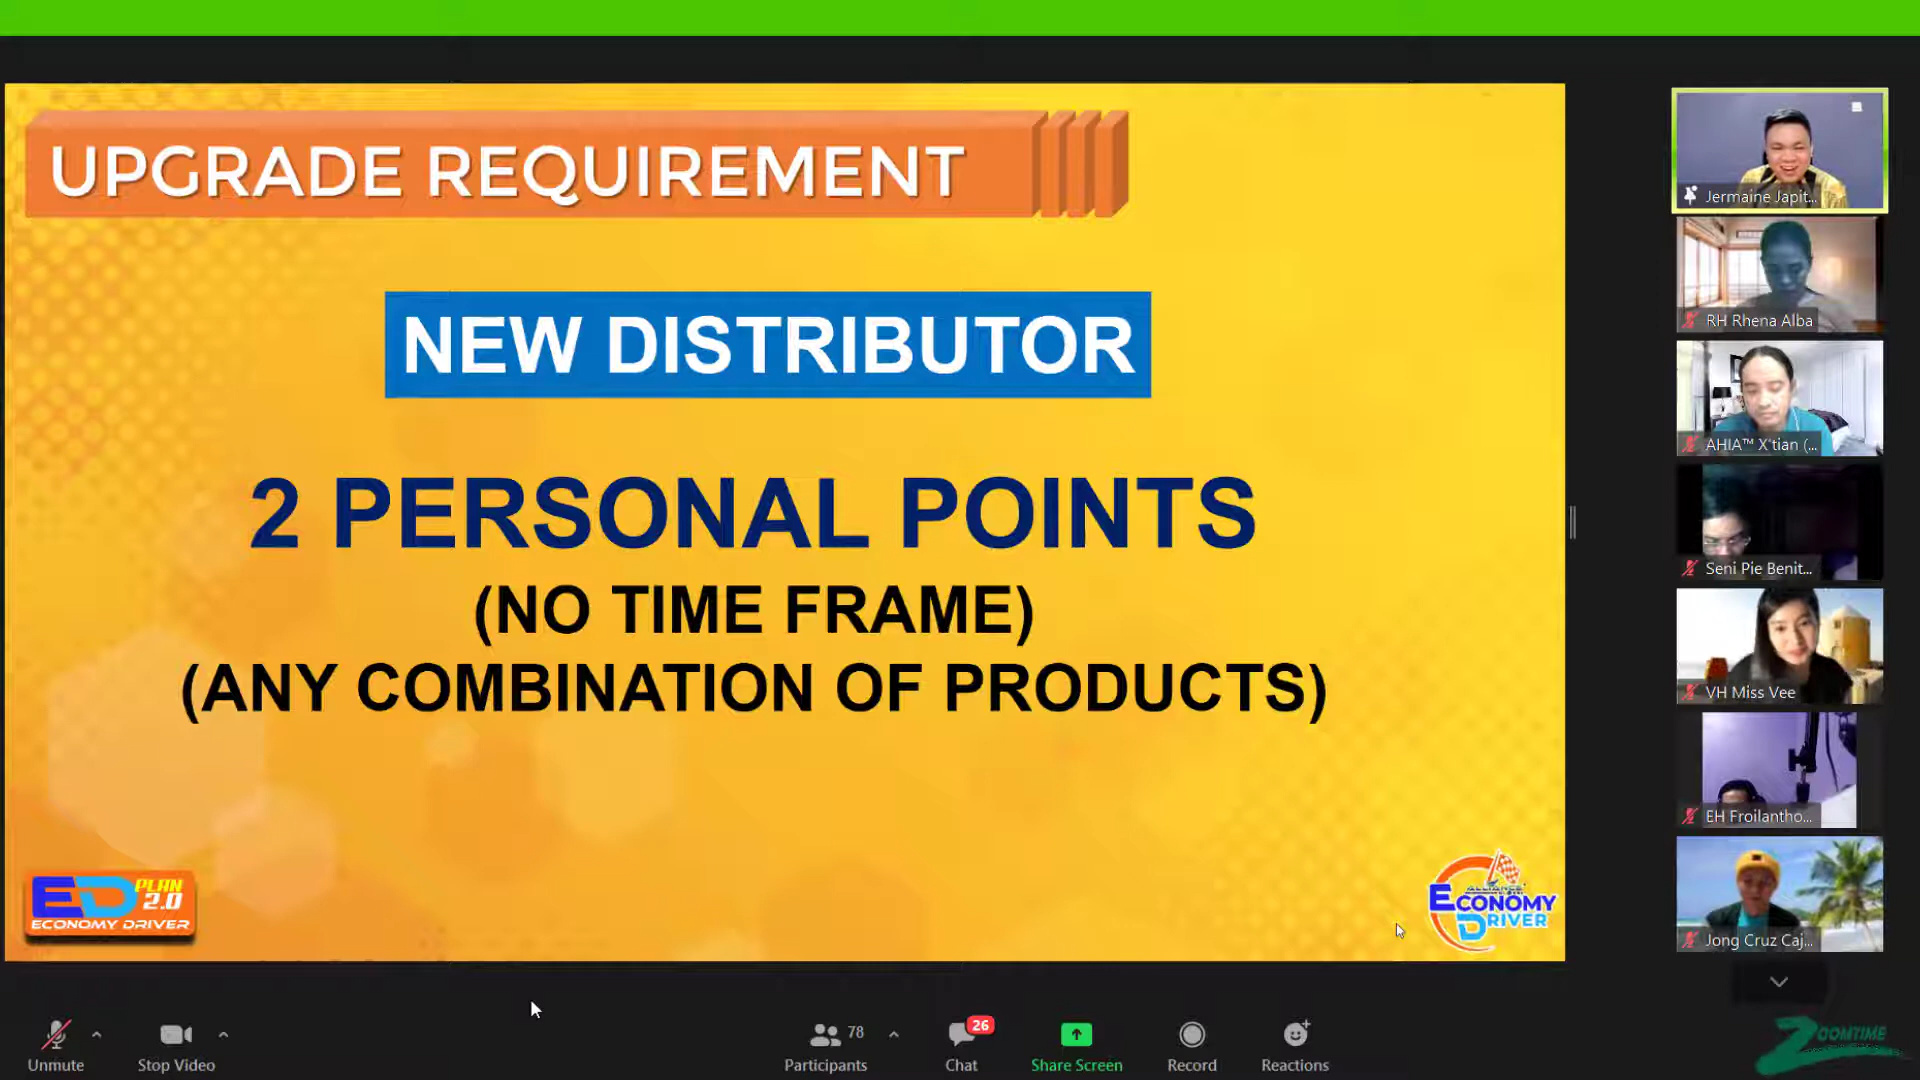 UPGRADE REQUIREMENT
NEW DISTRIBUTOR
2 PERSONAL POINTS
(NO TIME FRAME)
(ANY COMBINATION OF PRODUCTS)
ED PLAN 2.0
ECONOMY DRIVER
ALLIANCE
ECONOMY
DRIVER
Jermaine Japit...
RH Rhena Alba
AHIA™ X'tian (...
Seni Pie Benit...
VH Miss Vee
EH Froilantho...
Jong Cruz Caj...
Unmute
Stop Video
78
Participants
26
Chat
Share Screen
Record
Reactions
ZOOMTIME